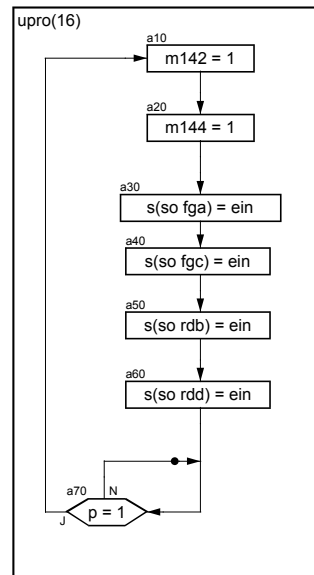 upro(16)
a10
m142 = 1
a20
m144 = 1
a30
s(so fga) = ein
a40
s(so fgc) = ein
a50
s(so rdb) = ein
a60
s(so rdd) = ein
a70 N
J p = 1